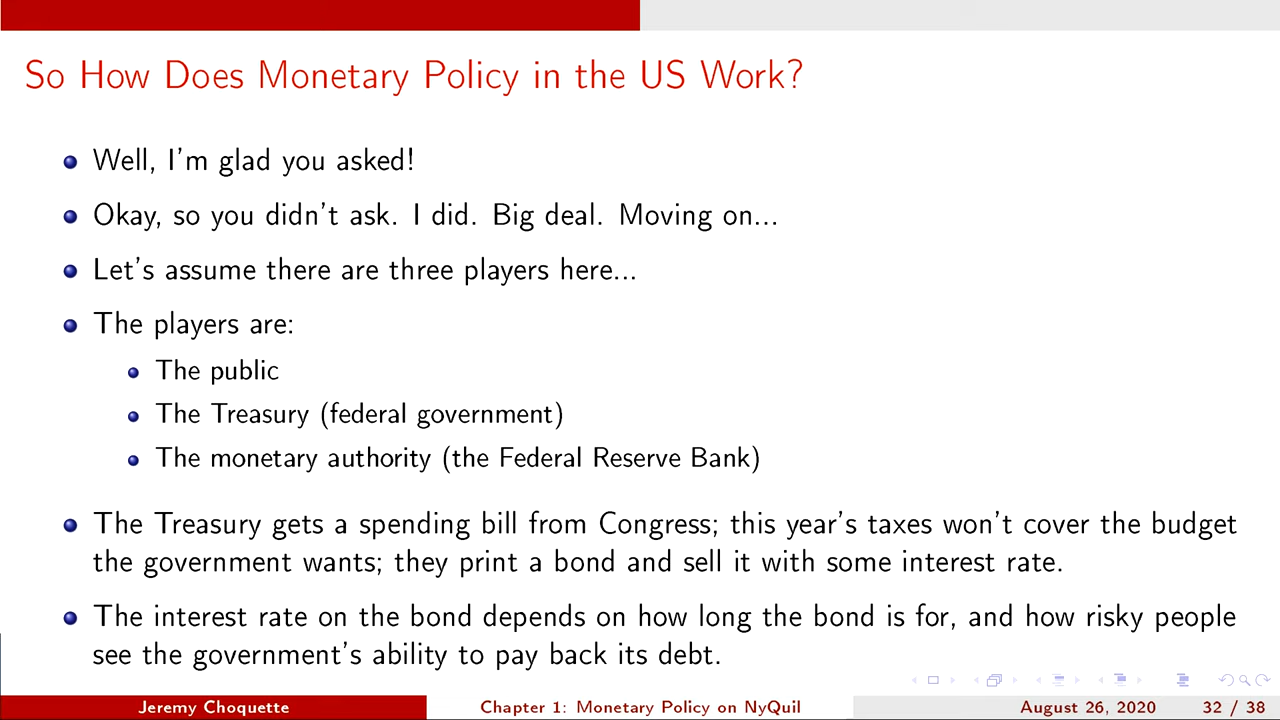 So How Does Monetary Policy in the US Work?
Well, I'm glad you asked!
Okay, so you didn't ask. I did. Big deal. Moving on...
Let's assume there are three players here...
The players are:
The public
The Treasury (federal government)
The monetary authority (the Federal Reserve Bank)
The Treasury gets a spending bill from Congress; this year's taxes won't cover the budget
the government wants; they print a bond and sell it with some interest rate.
The interest rate on the bond depends on how long the bond is for, and how risky people
see the government's ability to pay back its debt.
Jeremy Choquette Chapter 1: Monetary Policy on NyQuil August 26, 2020 32 / 38